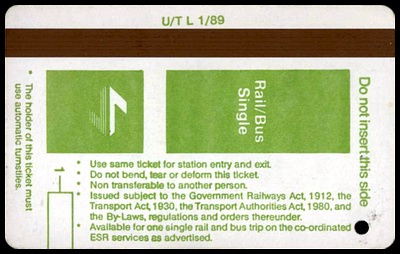 U/T L 1/89
Rail/Bus
Single
Do not insert this side
• The holder of this ticket must
use automatic turnstiles.
1
• Use same ticket for station entry and exit.
• Do not bend, tear or deform this ticket.
• Non transferable to another person.
• Issued subject to the Government Railways Act, 1912, the
Transport Act, 1930, the Transport Authorities Act, 1980, and
the By-Laws, regulations and orders thereunder.
• Available for one single rail and bus trip on the co-ordinated
ESR services as advertised.